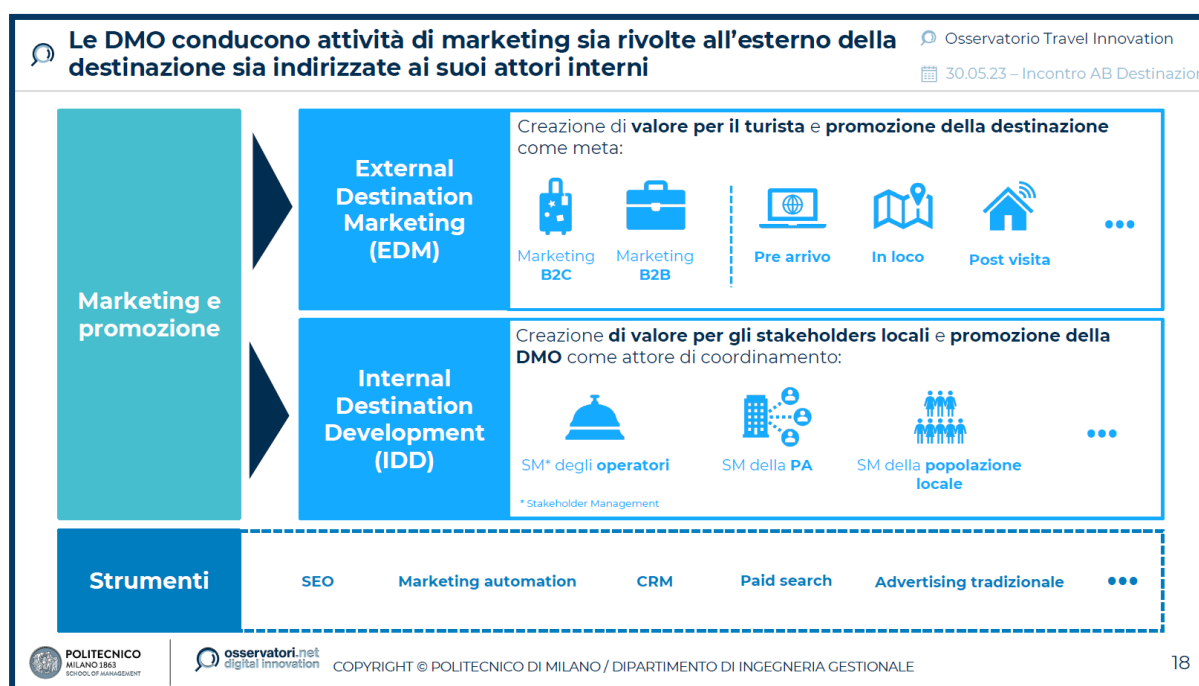 Le DMO conducono attività di marketing sia rivolte all'esterno della
destinazione sia indirizzate ai suoi attori interni
Osservatorio Travel Innovation
30.05.23 – Incontro AB Destinazion
Marketing e
promozione
External
Destination
Marketing
(EDM)
Creazione di valore per il turista e promozione della destinazione
come meta:
Marketing
B2C
Marketing
B2B
Pre arrivo
In loco
Post visita
•••
Internal
Destination
Development
(IDD)
Creazione di valore per gli stakeholders locali e promozione della
DMO come attore di coordinamento:
SM* degli operatori
SM della PA
SM della popolazione
locale
•••
* Stakeholder Management
Strumenti
SEO
Marketing automation
CRM
Paid search
Advertising tradizionale
•••
POLITECNICO
MILANO 1863
SCHOOL OF MANAGEMENT
osservatori.net
digital innovation
COPYRIGHT © POLITECNICO DI MILANO / DIPARTIMENTO DI INGEGNERIA GESTIONALE
18